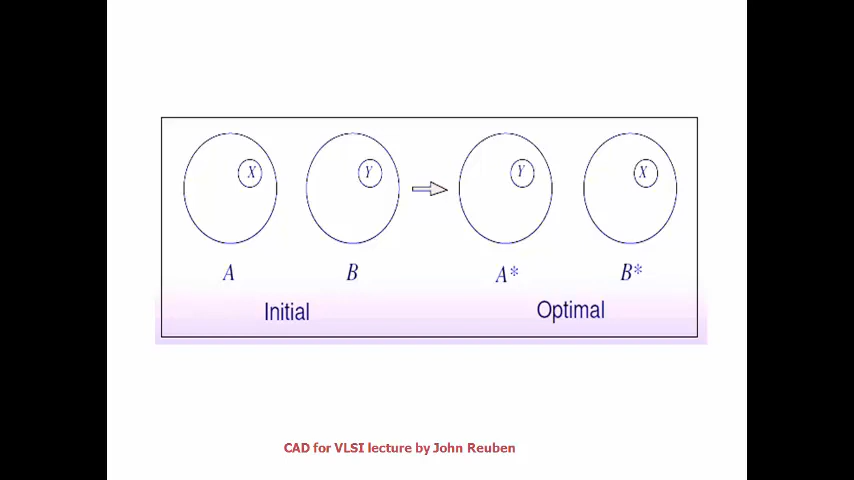 X Y Y X
A B A* B*
Initial Optimal
CAD for VLSI lecture by John Reuben